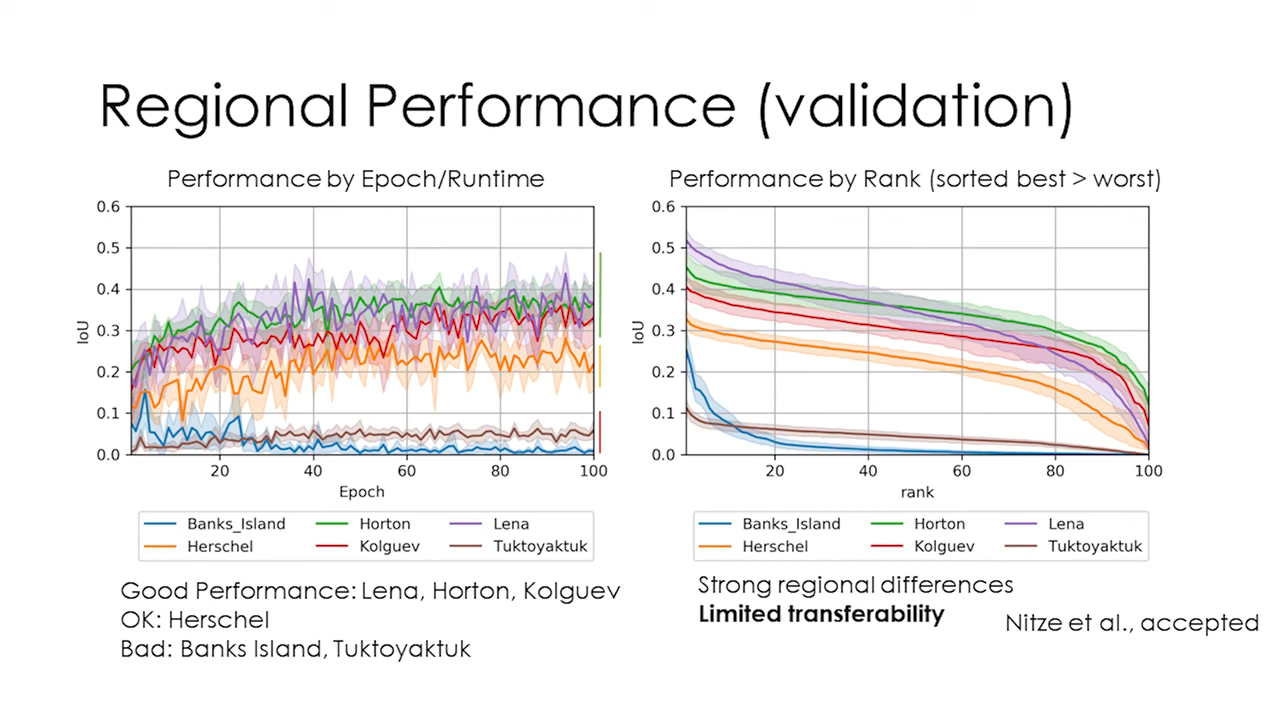 Regional Performance (validation)
Performance by Epoch/Runtime
0.6
0.5
0.4
0.3
0.2
0.1
0.0
IoU
20 40 60 80 100
Epoch
Banks_Island Horton Lena
Herschel Kolguev Tuktoyaktuk
Good Performance: Lena, Horton, Kolguev
OK: Herschel
Bad: Banks Island, Tuktoyaktuk
Performance by Rank (sorted best > worst)
0.6
0.5
0.4
0.3
0.2
0.1
0.0
IoU
20 40 60 80 100
rank
Banks_Island Horton Lena
Herschel Kolguev Tuktoyaktuk
Strong regional differences
Limited transferability
Nitze et al., accepted